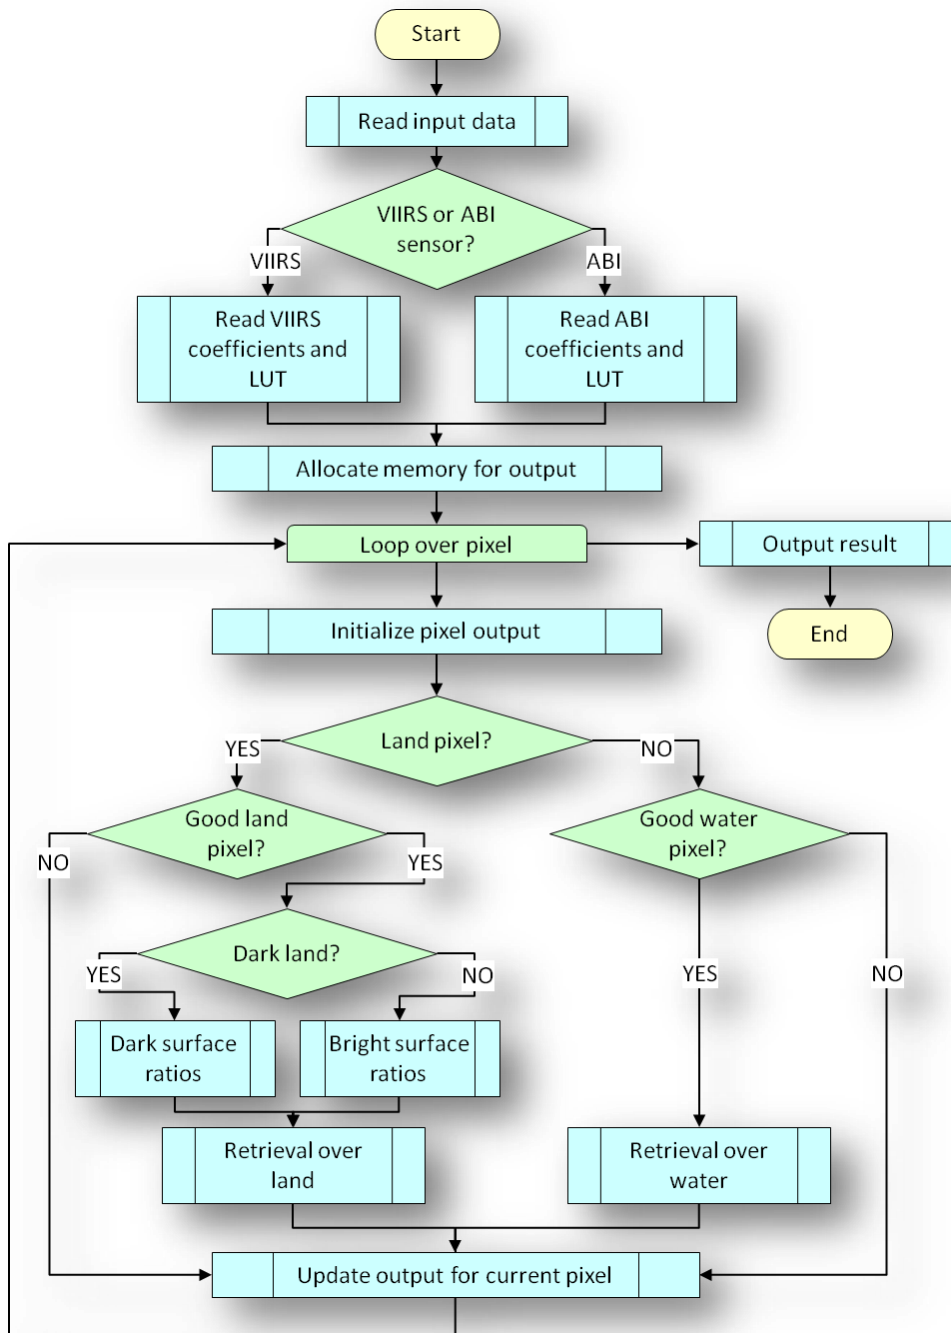 Start
Read input data
VIIRS or ABI
sensor?
VIIRS
ABI
Read VIIRS
coefficients and
LUT
Read ABI
coefficients and
LUT
Allocate memory for output
Loop over pixel
Output result
Initialize pixel output
End
Land pixel?
YES
NO
Good land
pixel?
Good water
pixel?
NO
YES
Dark land?
YES
NO
YES
NO
Dark surface
ratios
Bright surface
ratios
Retrieval over
land
Retrieval over
water
Update output for current pixel